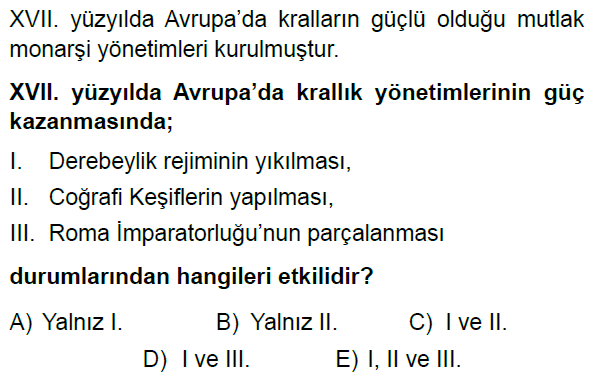 XVII. yüzyılda Avrupa’da kralların güçlü olduğu mutlak
monarşi yönetimleri kurulmuştur.
XVII. yüzyılda Avrupa’da krallık yönetimlerinin güç
kazanmasında;
I. Derebeylik rejiminin yıkılması,
II. Coğrafi Keşiflerin yapılması,
III. Roma İmparatorluğu’nun parçalanması
durumlarından hangileri etkilidir?
A) Yalnız I. B) Yalnız II. C) I ve II.
D) I ve III. E) I, II ve III.